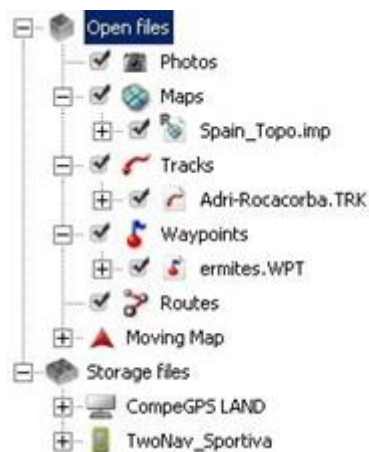 Open files
Photos
Maps
Spain_Topo.imp
Tracks
Adri-Rocacorba.TRK
Waypoints
ermites.WPT
Routes
Moving Map
Storage files
CompeGPS LAND
TwoNav_Sportiva